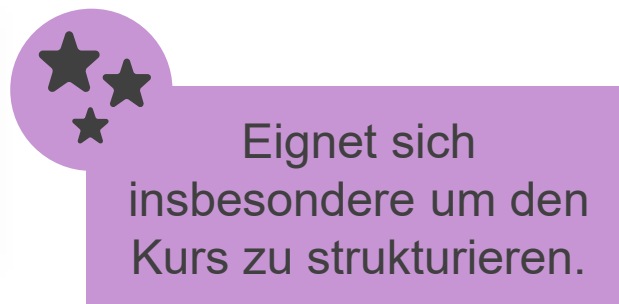 Eignet sich
insbesondere um den
Kurs zu strukturieren.